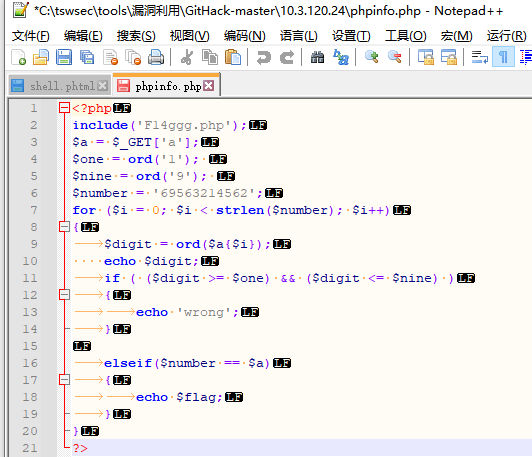 *C:\tswsec\tools\漏洞利用\GitHack-master\10.3.120.24\phpinfo.php - Notepad++
文件(F) 编辑(E) 搜索(S) 视图(V) 编码(N) 语言(L) 设置(T) 工具(O) 宏(M) 运行(R)
shell.phtml phpinfo.php
1 <?phpLF
2 include('F14ggg.php');LF
3 $a = $_GET['a'];LF
4 $one = ord('1'); LF
5 $nine = ord('9'); LF
6 $number = '69563214562';LF
7 for ($i = 0; $i < strlen($number); $i++)LF
8 {LF
9 $digit = ord($a{$i});LF
10 echo $digit;LF
11 if ( ($digit >= $one) && ($digit <= $nine) )LF
12 {LF
13 echo 'wrong';LF
14 }LF
15 LF
16 elseif($number == $a)LF
17 {LF
18 echo $flag;LF
19 }LF
20 }LF
21 ?>